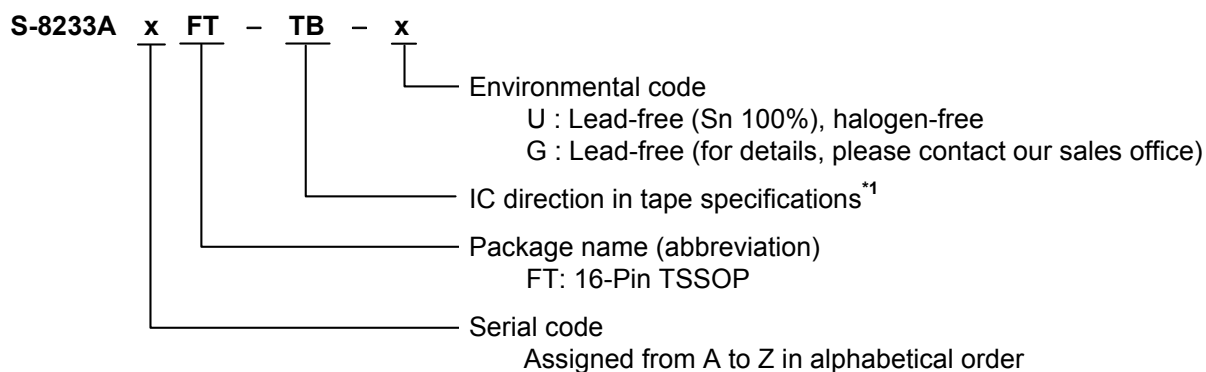 S-8233A x FT – TB – x
Environmental code
U : Lead-free (Sn 100%), halogen-free
G : Lead-free (for details, please contact our sales office)
IC direction in tape specifications*1
Package name (abbreviation)
FT: 16-Pin TSSOP
Serial code
Assigned from A to Z in alphabetical order